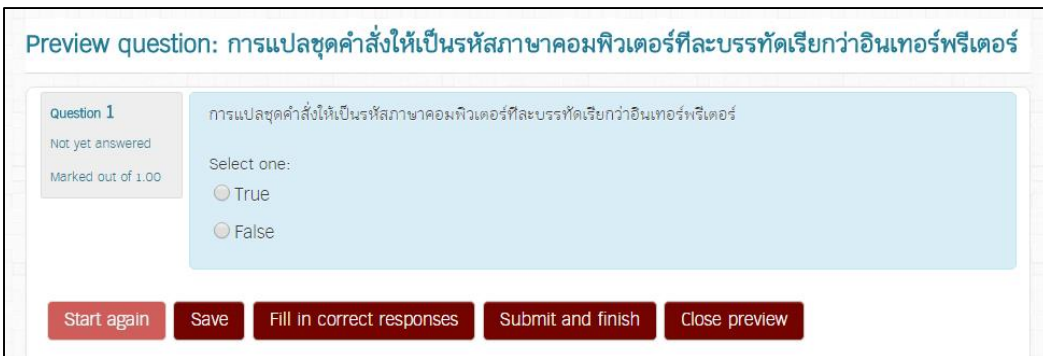 Preview question: การแปลชุดคำสั่งให้เป็นรหัสภาษาคอมพิวเตอร์ทีละบรรทัดเรียกว่าอินเทอร์พรีเตอร์
Question 1
Not yet answered
Marked out of 1.00
การแปลชุดคำสั่งให้เป็นรหัสภาษาคอมพิวเตอร์ทีละบรรทัดเรียกว่าอินเทอร์พรีเตอร์
Select one:
True
False
Start again Save Fill in correct responses Submit and finish Close preview